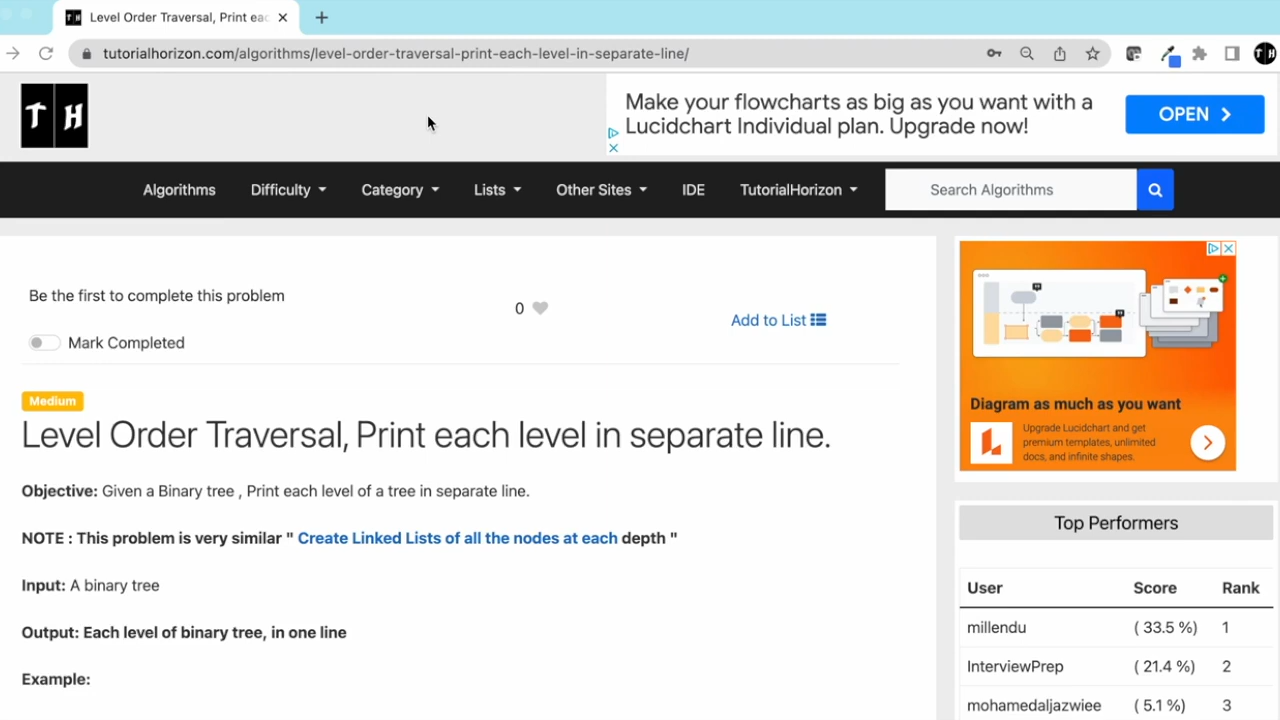 Level Order Traversal, Print eac
tutorialhorizon.com/algorithms/level-order-traversal-print-each-level-in-separate-line/
T H
T H
Make your flowcharts as big as you want with a
Lucidchart Individual plan. Upgrade now!
OPEN
Algorithms Difficulty Category Lists Other Sites IDE TutorialHorizon Search Algorithms
Be the first to complete this problem
0
Add to List
Mark Completed
Medium
Level Order Traversal, Print each level in separate line.
Objective: Given a Binary tree , Print each level of a tree in separate line.
NOTE : This problem is very similar " Create Linked Lists of all the nodes at each depth "
Input: A binary tree
Output: Each level of binary tree, in one line
Example:
Diagram as much as you want
Upgrade Lucidchart and get
premium templates, unlimited
docs, and infinite shapes.
Top Performers
User Score Rank
millendu ( 33.5 %) 1
InterviewPrep ( 21.4 %) 2
mohamedaljazwiee ( 5.1 %) 3